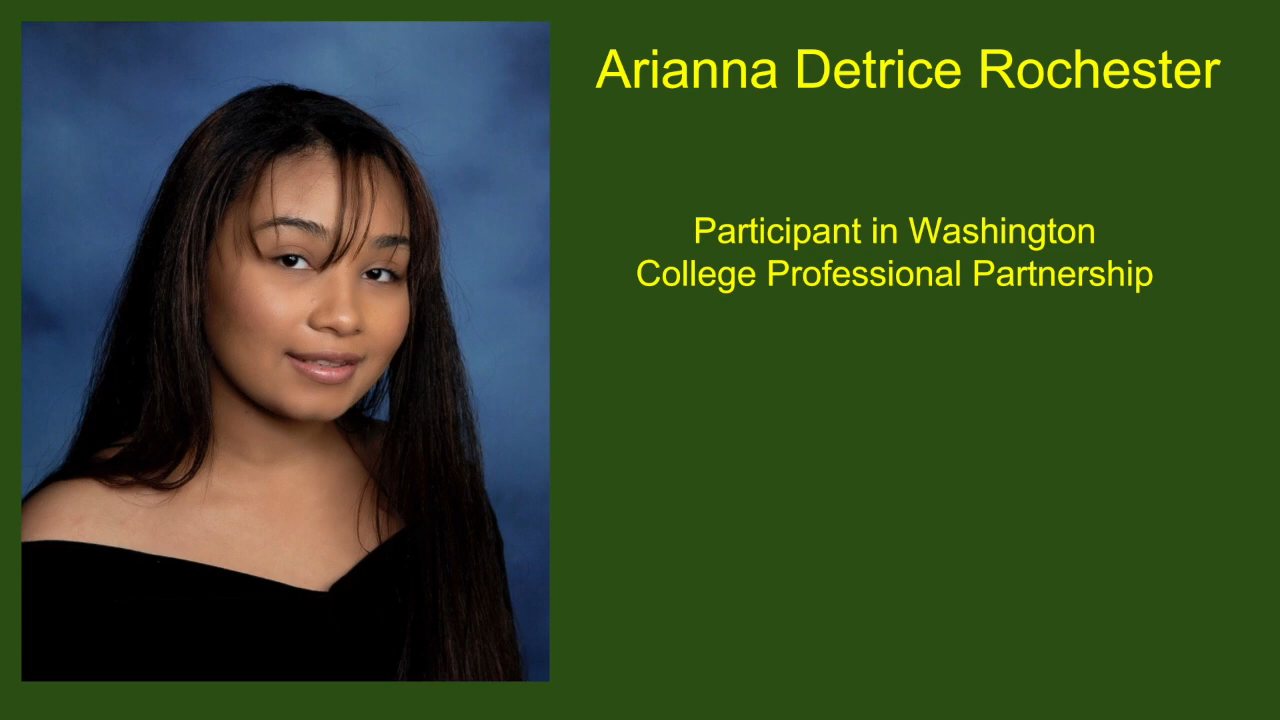 Arianna Detrice Rochester
Participant in Washington
College Professional Partnership